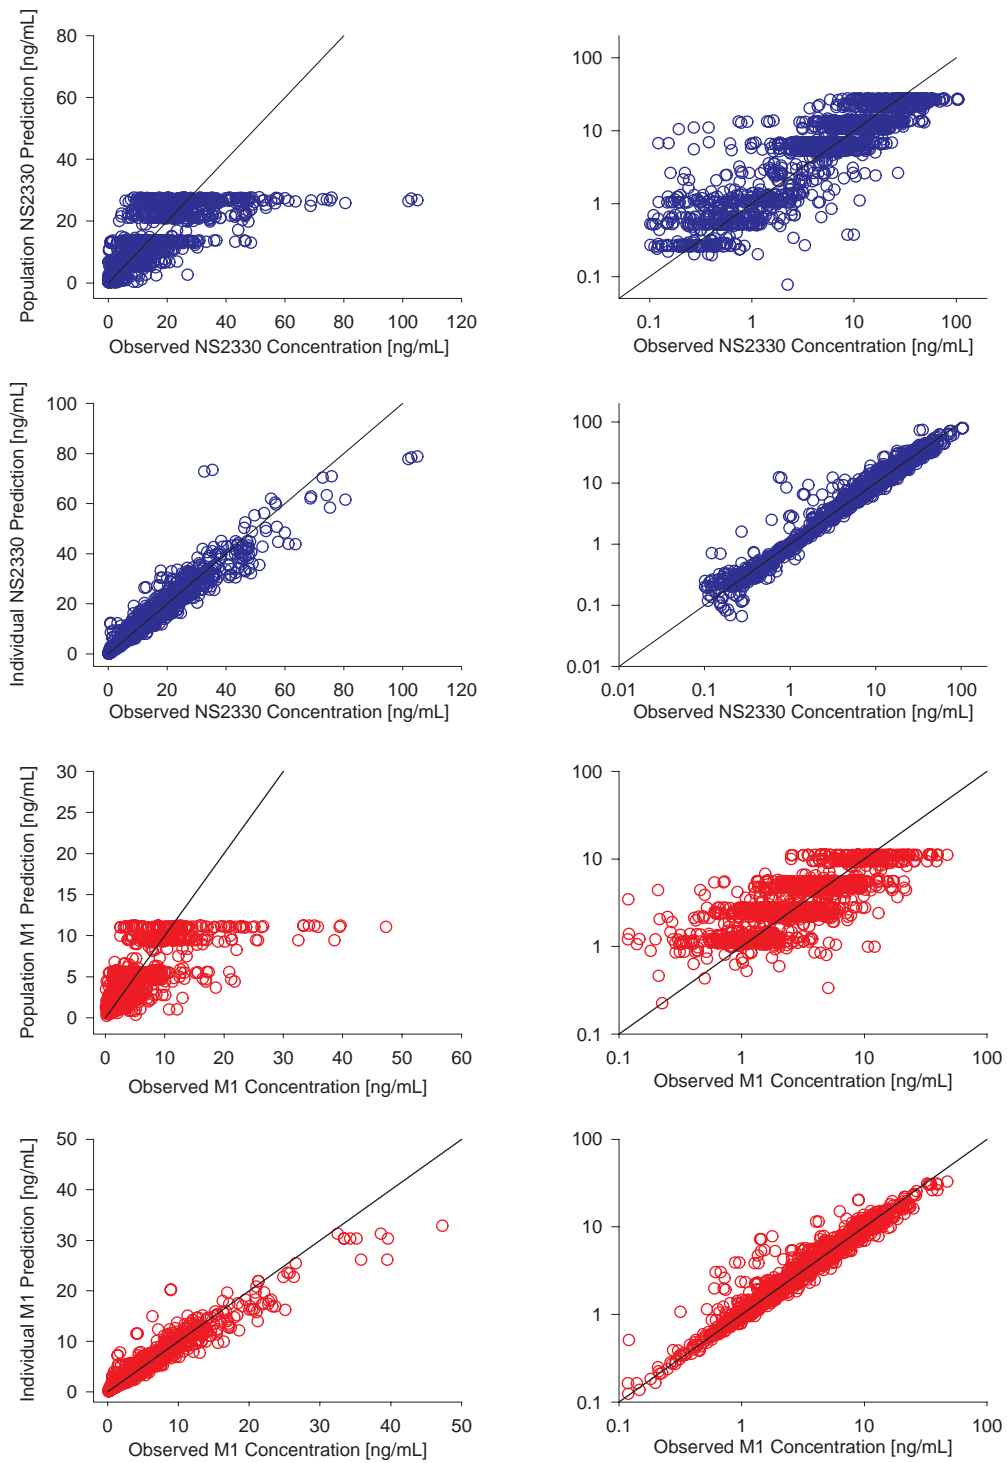 Population NS2330 Prediction [ng/mL]
80
60
40
20
0
0 20 40 60 80 100 120
Observed NS2330 Concentration [ng/mL]
100
10
1
0.1
0.1 1 10 100
Observed NS2330 Concentration [ng/mL]
Individual NS2330 Prediction [ng/mL]
100
80
60
40
20
0
0 20 40 60 80 100 120
Observed NS2330 Concentration [ng/mL]
100
10
1
0.1
0.01
0.01 0.1 1 10 100
Observed NS2330 Concentration [ng/mL]
Population M1 Prediction [ng/mL]
30
25
20
15
10
5
0
0 10 20 30 40 50 60
Observed M1 Concentration [ng/mL]
100
10
1
0.1
0.1 1 10 100
Observed M1 Concentration [ng/mL]
Individual M1 Prediction [ng/mL]
50
40
30
20
10
0
0 10 20 30 40 50
Observed M1 Concentration [ng/mL]
100
10
1
0.1
0.1 1 10 100
Observed M1 Concentration [ng/mL]